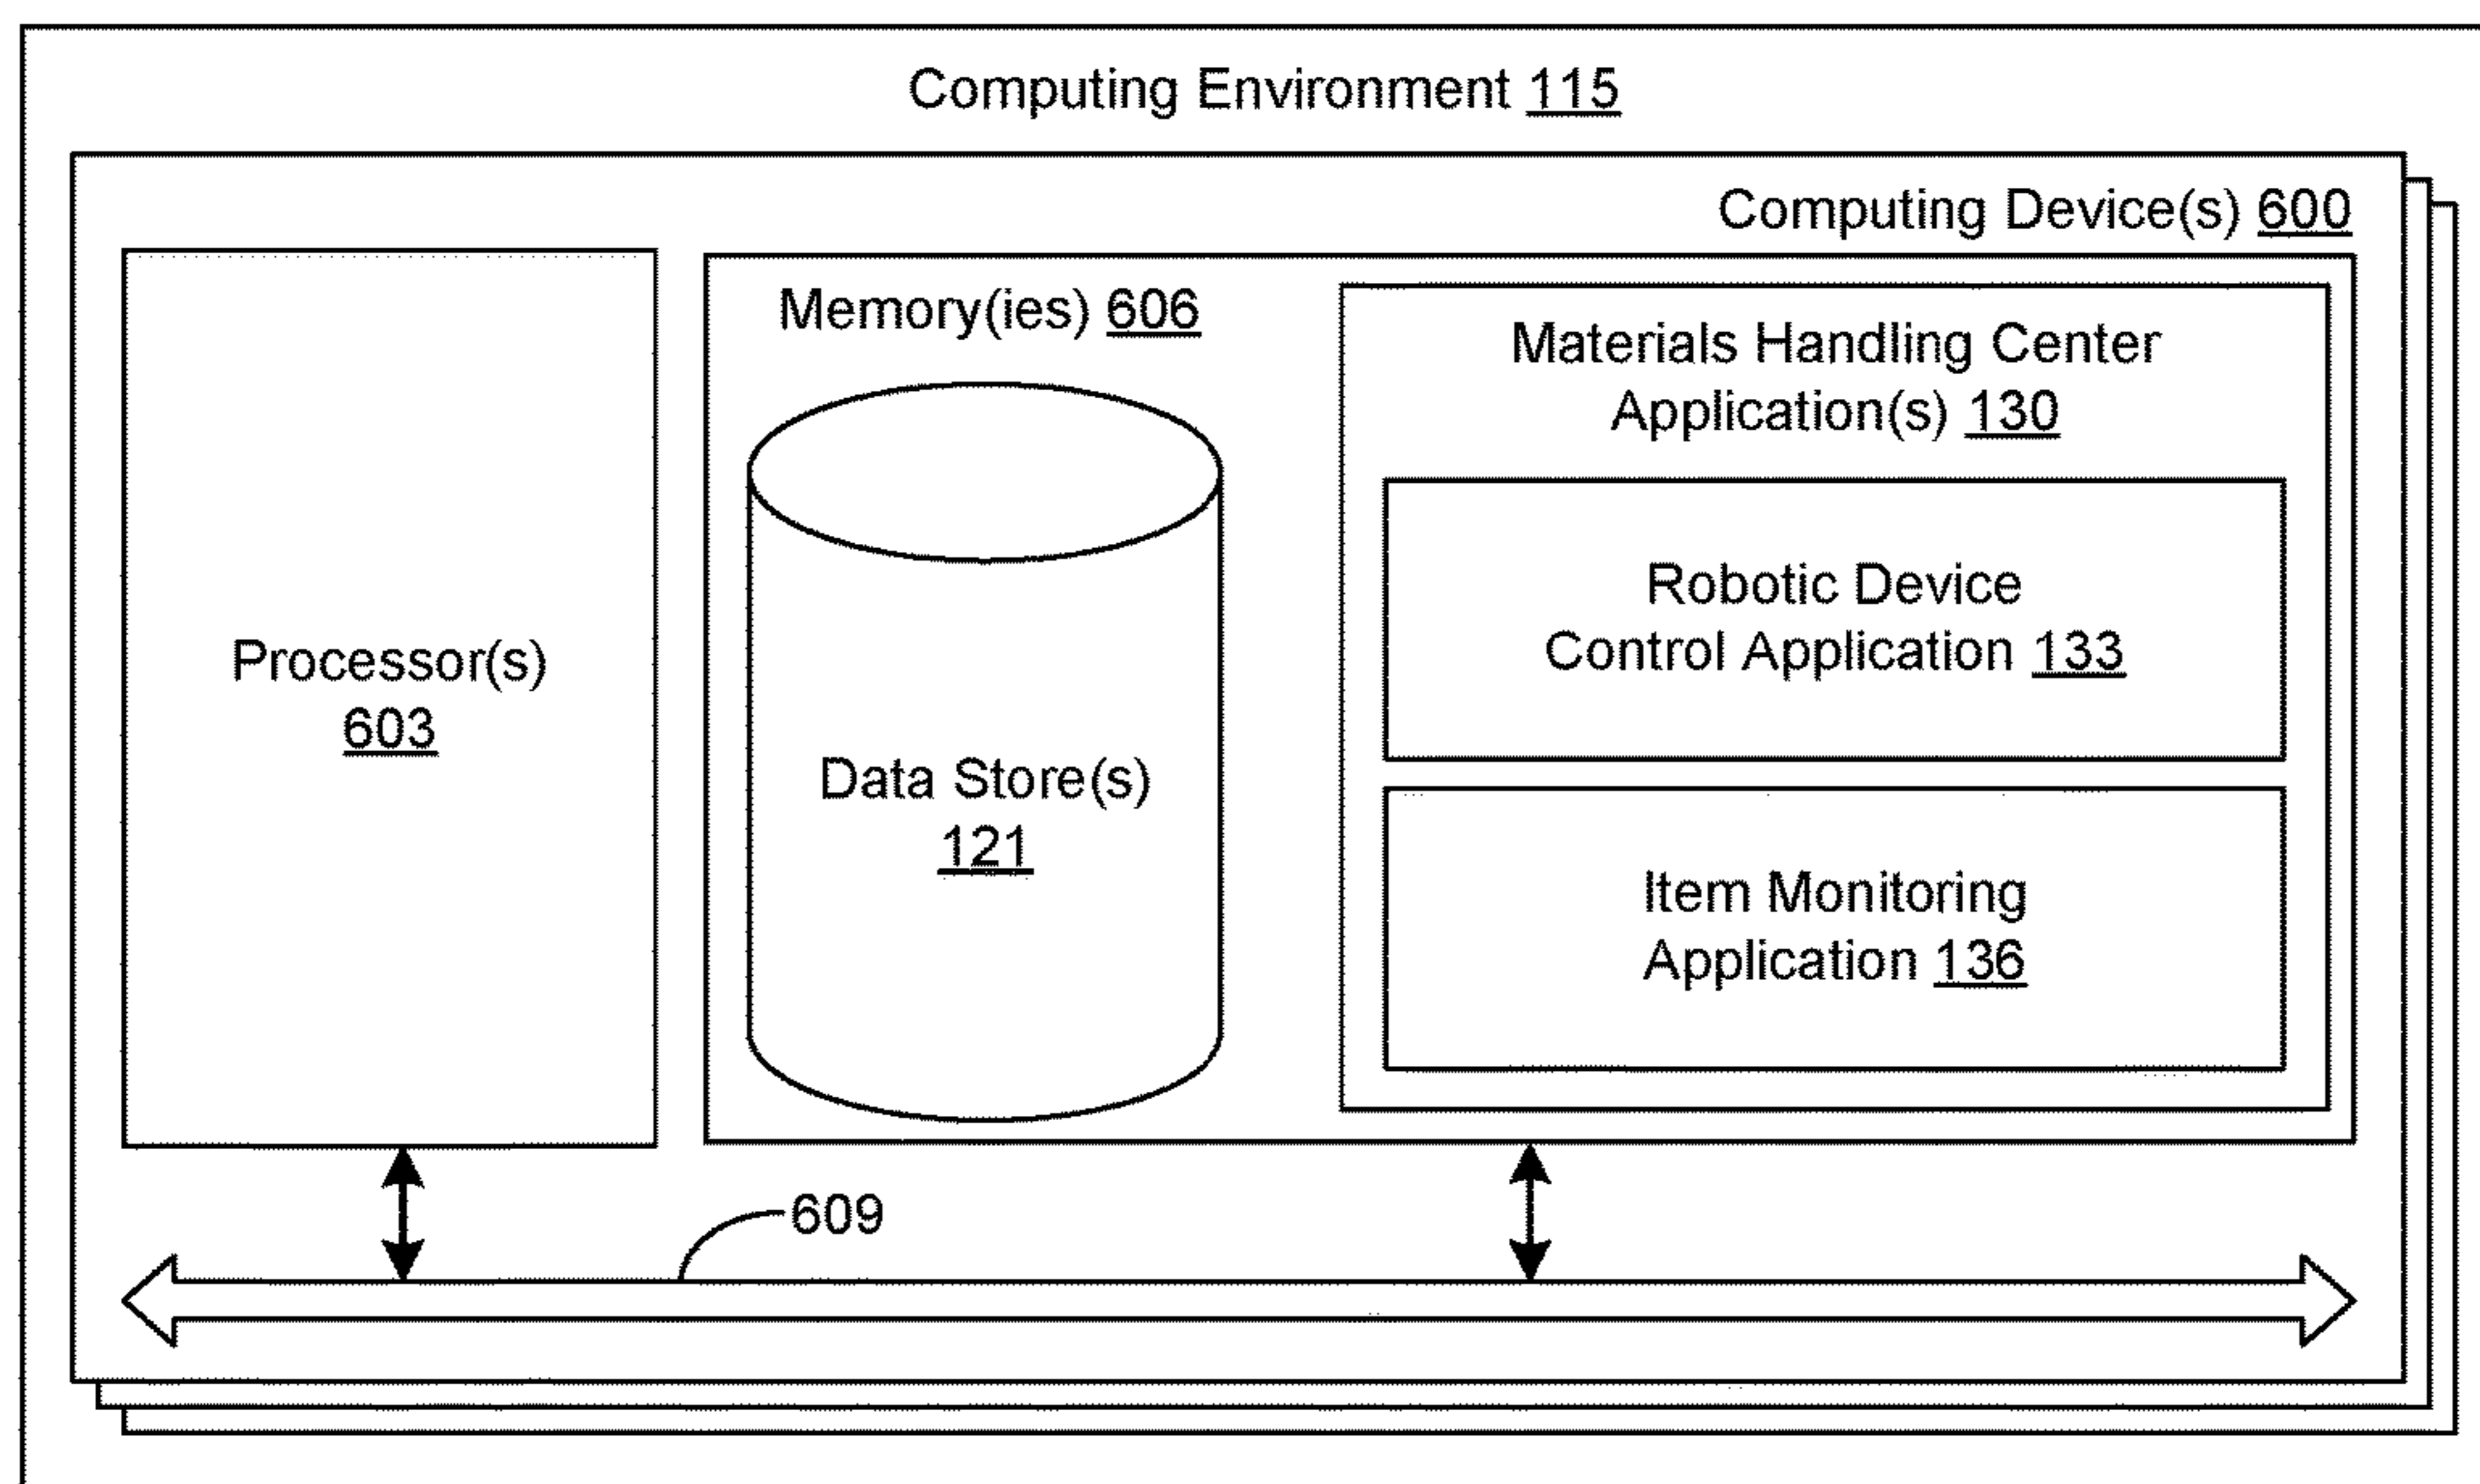 Computing Environment 115
Computing Device(s) 600
Processor(s)
603
Memory(ies) 606
Data Store(s)
121
Materials Handling Center
Application(s) 130
Robotic Device
Control Application 133
Item Monitoring
Application 136
609